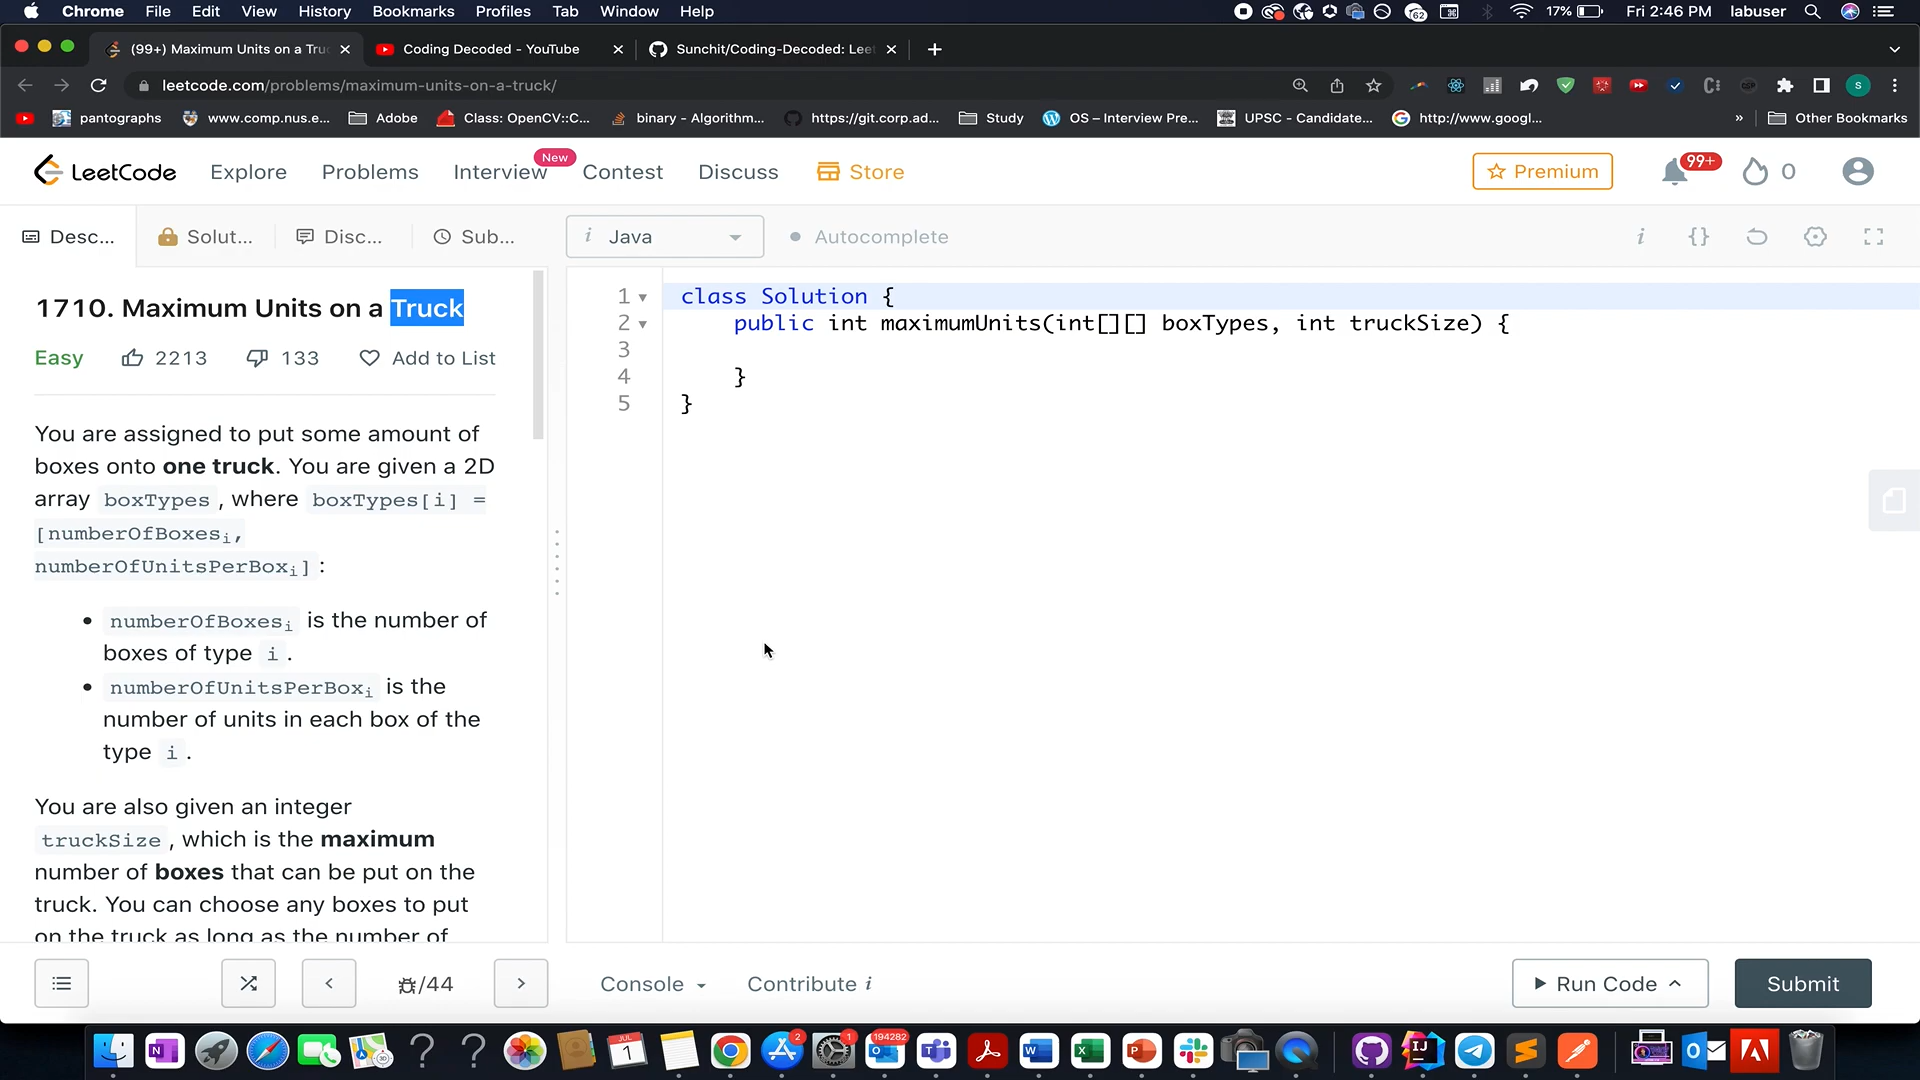 Chrome File Edit View History Bookmarks Profiles Tab Window Help 62 17% Fri 2:46 PM labuser
(99+) Maximum Units on a Truc Coding Decoded - YouTube Sunchit/Coding-Decoded: Leet
leetcode.com/problems/maximum-units-on-a-truck/
pantographs www.comp.nus.e... Adobe Class: OpenCV::C... binary - Algorithm... https://git.corp.ad... Study OS – Interview Pre... UPSC - Candidate... http://www.googl... » Other Bookmarks
LeetCode Explore Problems Interview New Contest Discuss Store Premium 99+ 0
Desc... Solut... Disc... Sub... i Java Autocomplete
1710. Maximum Units on a Truck
Easy 2213 133 Add to List
You are assigned to put some amount of
boxes onto one truck. You are given a 2D
array boxTypes, where boxTypes[i] =
[numberOfBoxesi,
numberOfUnitsPerBoxi]:
• numberOfBoxesi is the number of
boxes of type i.
• numberOfUnitsPerBoxi is the
number of units in each box of the
type i.
You are also given an integer
truckSize, which is the maximum
number of boxes that can be put on the
truck. You can choose any boxes to put
on the truck as long as the number of
1 class Solution {
2 public int maximumUnits(int[][] boxTypes, int truckSize) {
3
4 }
5 }
/44 Console Contribute i Run Code Submit
JUL 1 2 1 194282